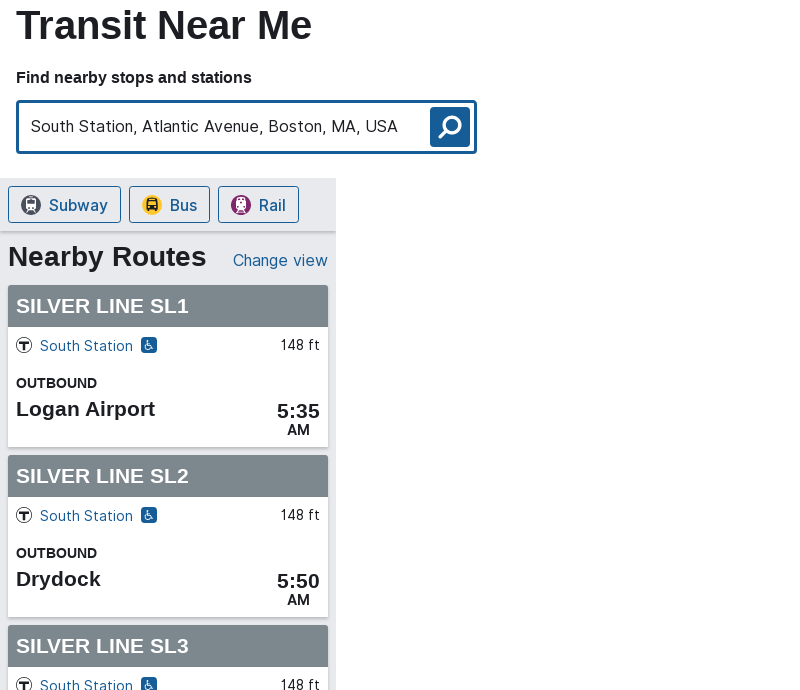 Transit Near Me
Find nearby stops and stations
South Station, Atlantic Avenue, Boston, MA, USA
Subway Bus Rail
Nearby Routes Change view
SILVER LINE SL1
T South Station 148 ft
OUTBOUND
Logan Airport 5:35
AM
SILVER LINE SL2
T South Station 148 ft
OUTBOUND
Drydock 5:50
AM
SILVER LINE SL3
T South Station 148 ft